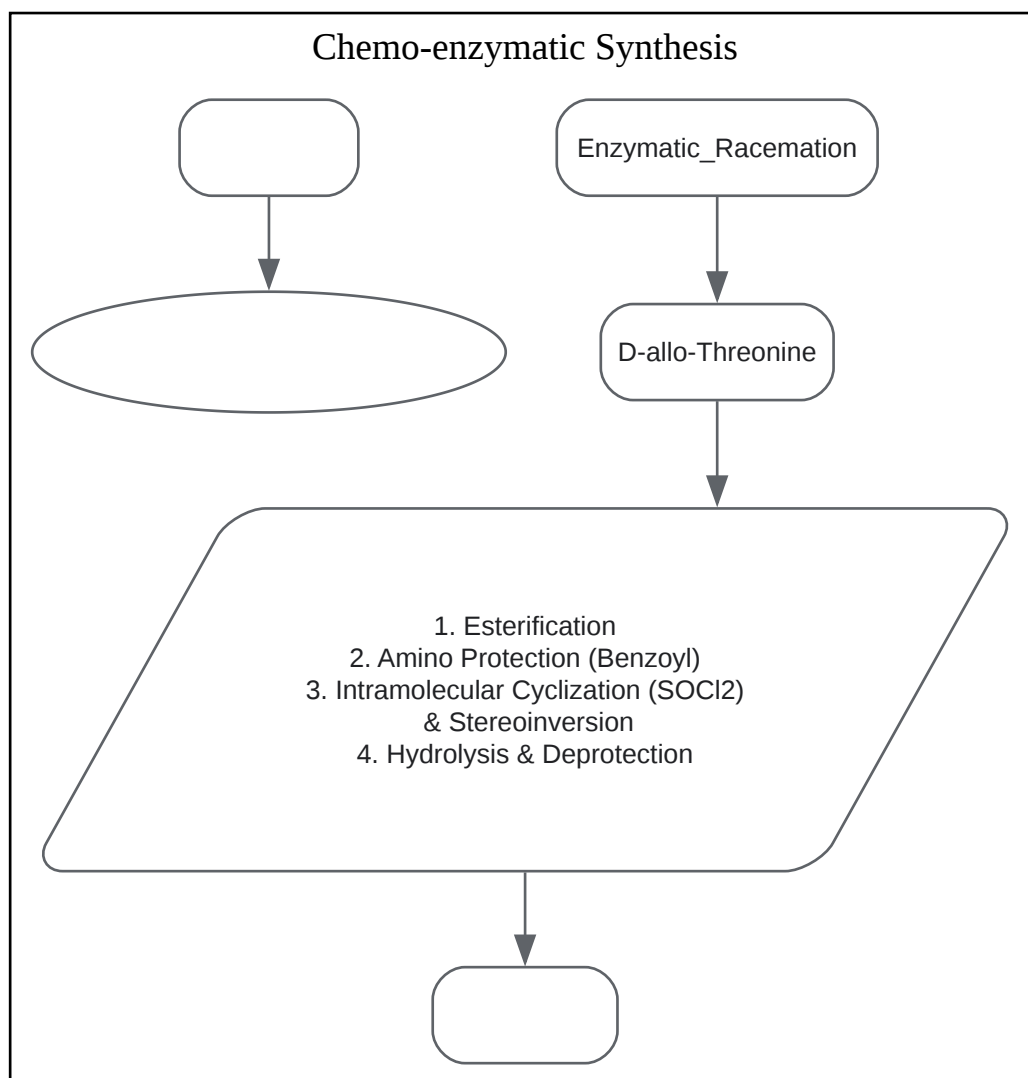 Chemo-enzymatic Synthesis
Enzymatic_Racemation
D-allo-Threonine
1. Esterification
2. Amino Protection (Benzoyl)
3. Intramolecular Cyclization (SOCl2)
& Stereoinversion
4. Hydrolysis & Deprotection